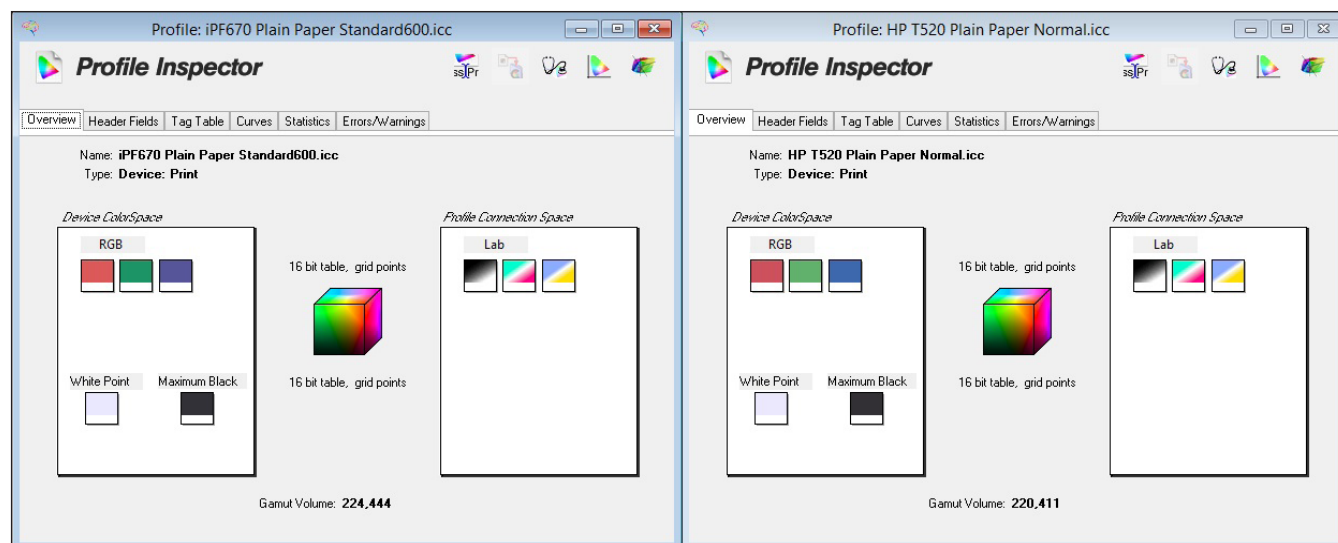 Profile: iPF670 Plain Paper Standard600.icc
Profile Inspector
ss Pr
Overview Header Fields Tag Table Curves Statistics Errors/Warnings
Name: iPF670 Plain Paper Standard600.icc
Type: Device: Print
Device ColorSpace
Profile Connection Space
RGB
Lab
16 bit table, grid points
16 bit table, grid points
White Point Maximum Black
Gamut Volume: 224,444
Profile: HP T520 Plain Paper Normal.icc
Profile Inspector
ss Pr
Overview Header Fields Tag Table Curves Statistics Errors/Warnings
Name: HP T520 Plain Paper Normal.icc
Type: Device: Print
Device ColorSpace
Profile Connection Space
RGB
Lab
16 bit table, grid points
16 bit table, grid points
White Point Maximum Black
Gamut Volume: 220,411